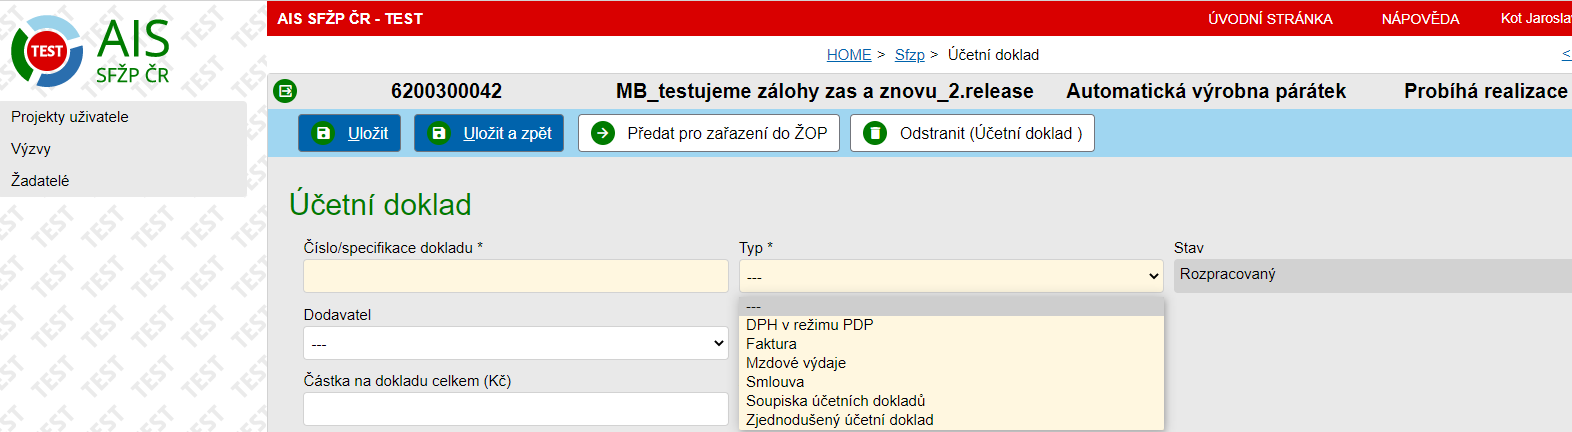 TEST
AIS
SFŽP ČR
AIS SFŽP ČR - TEST
ÚVODNÍ STRÁNKA
NÁPOVĚDA
Kot Jarosla
HOME > Sfzp > Účetní doklad
<
6200300042
MB_testujeme zálohy zas a znovu_2.release
Automatická výrobna párátek
Probíhá realizace
Projekty uživatele
Výzvy
Žadatelé
Uložit
Uložit a zpět
Předat pro zařazení do ŽOP
Odstranit (Účetní doklad )
Účetní doklad
Číslo/specifikace dokladu *
Typ *
---
Stav
Rozpracovaný
Dodavatel
---
Částka na dokladu celkem (Kč)
---
DPH v režimu PDP
Faktura
Mzdové výdaje
Smlouva
Soupiska účetních dokladů
Zjednodušený účetní doklad